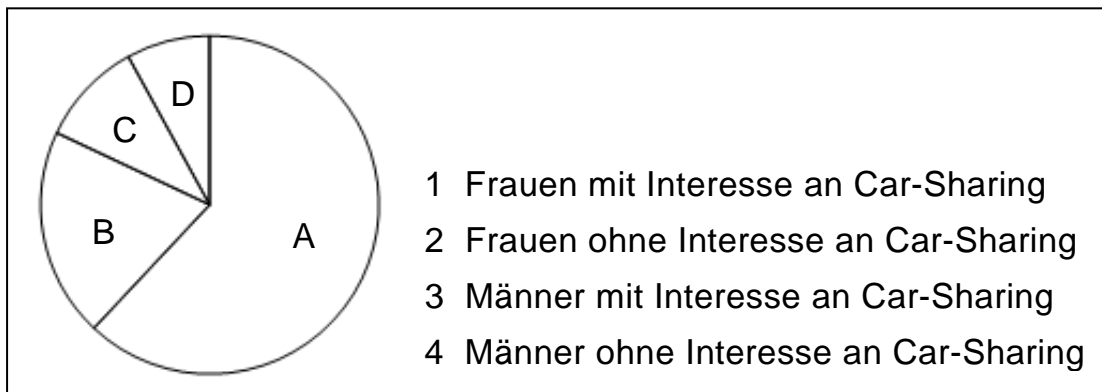 D
C
B
A
1 Frauen mit Interesse an Car-Sharing
2 Frauen ohne Interesse an Car-Sharing
3 Männer mit Interesse an Car-Sharing
4 Männer ohne Interesse an Car-Sharing